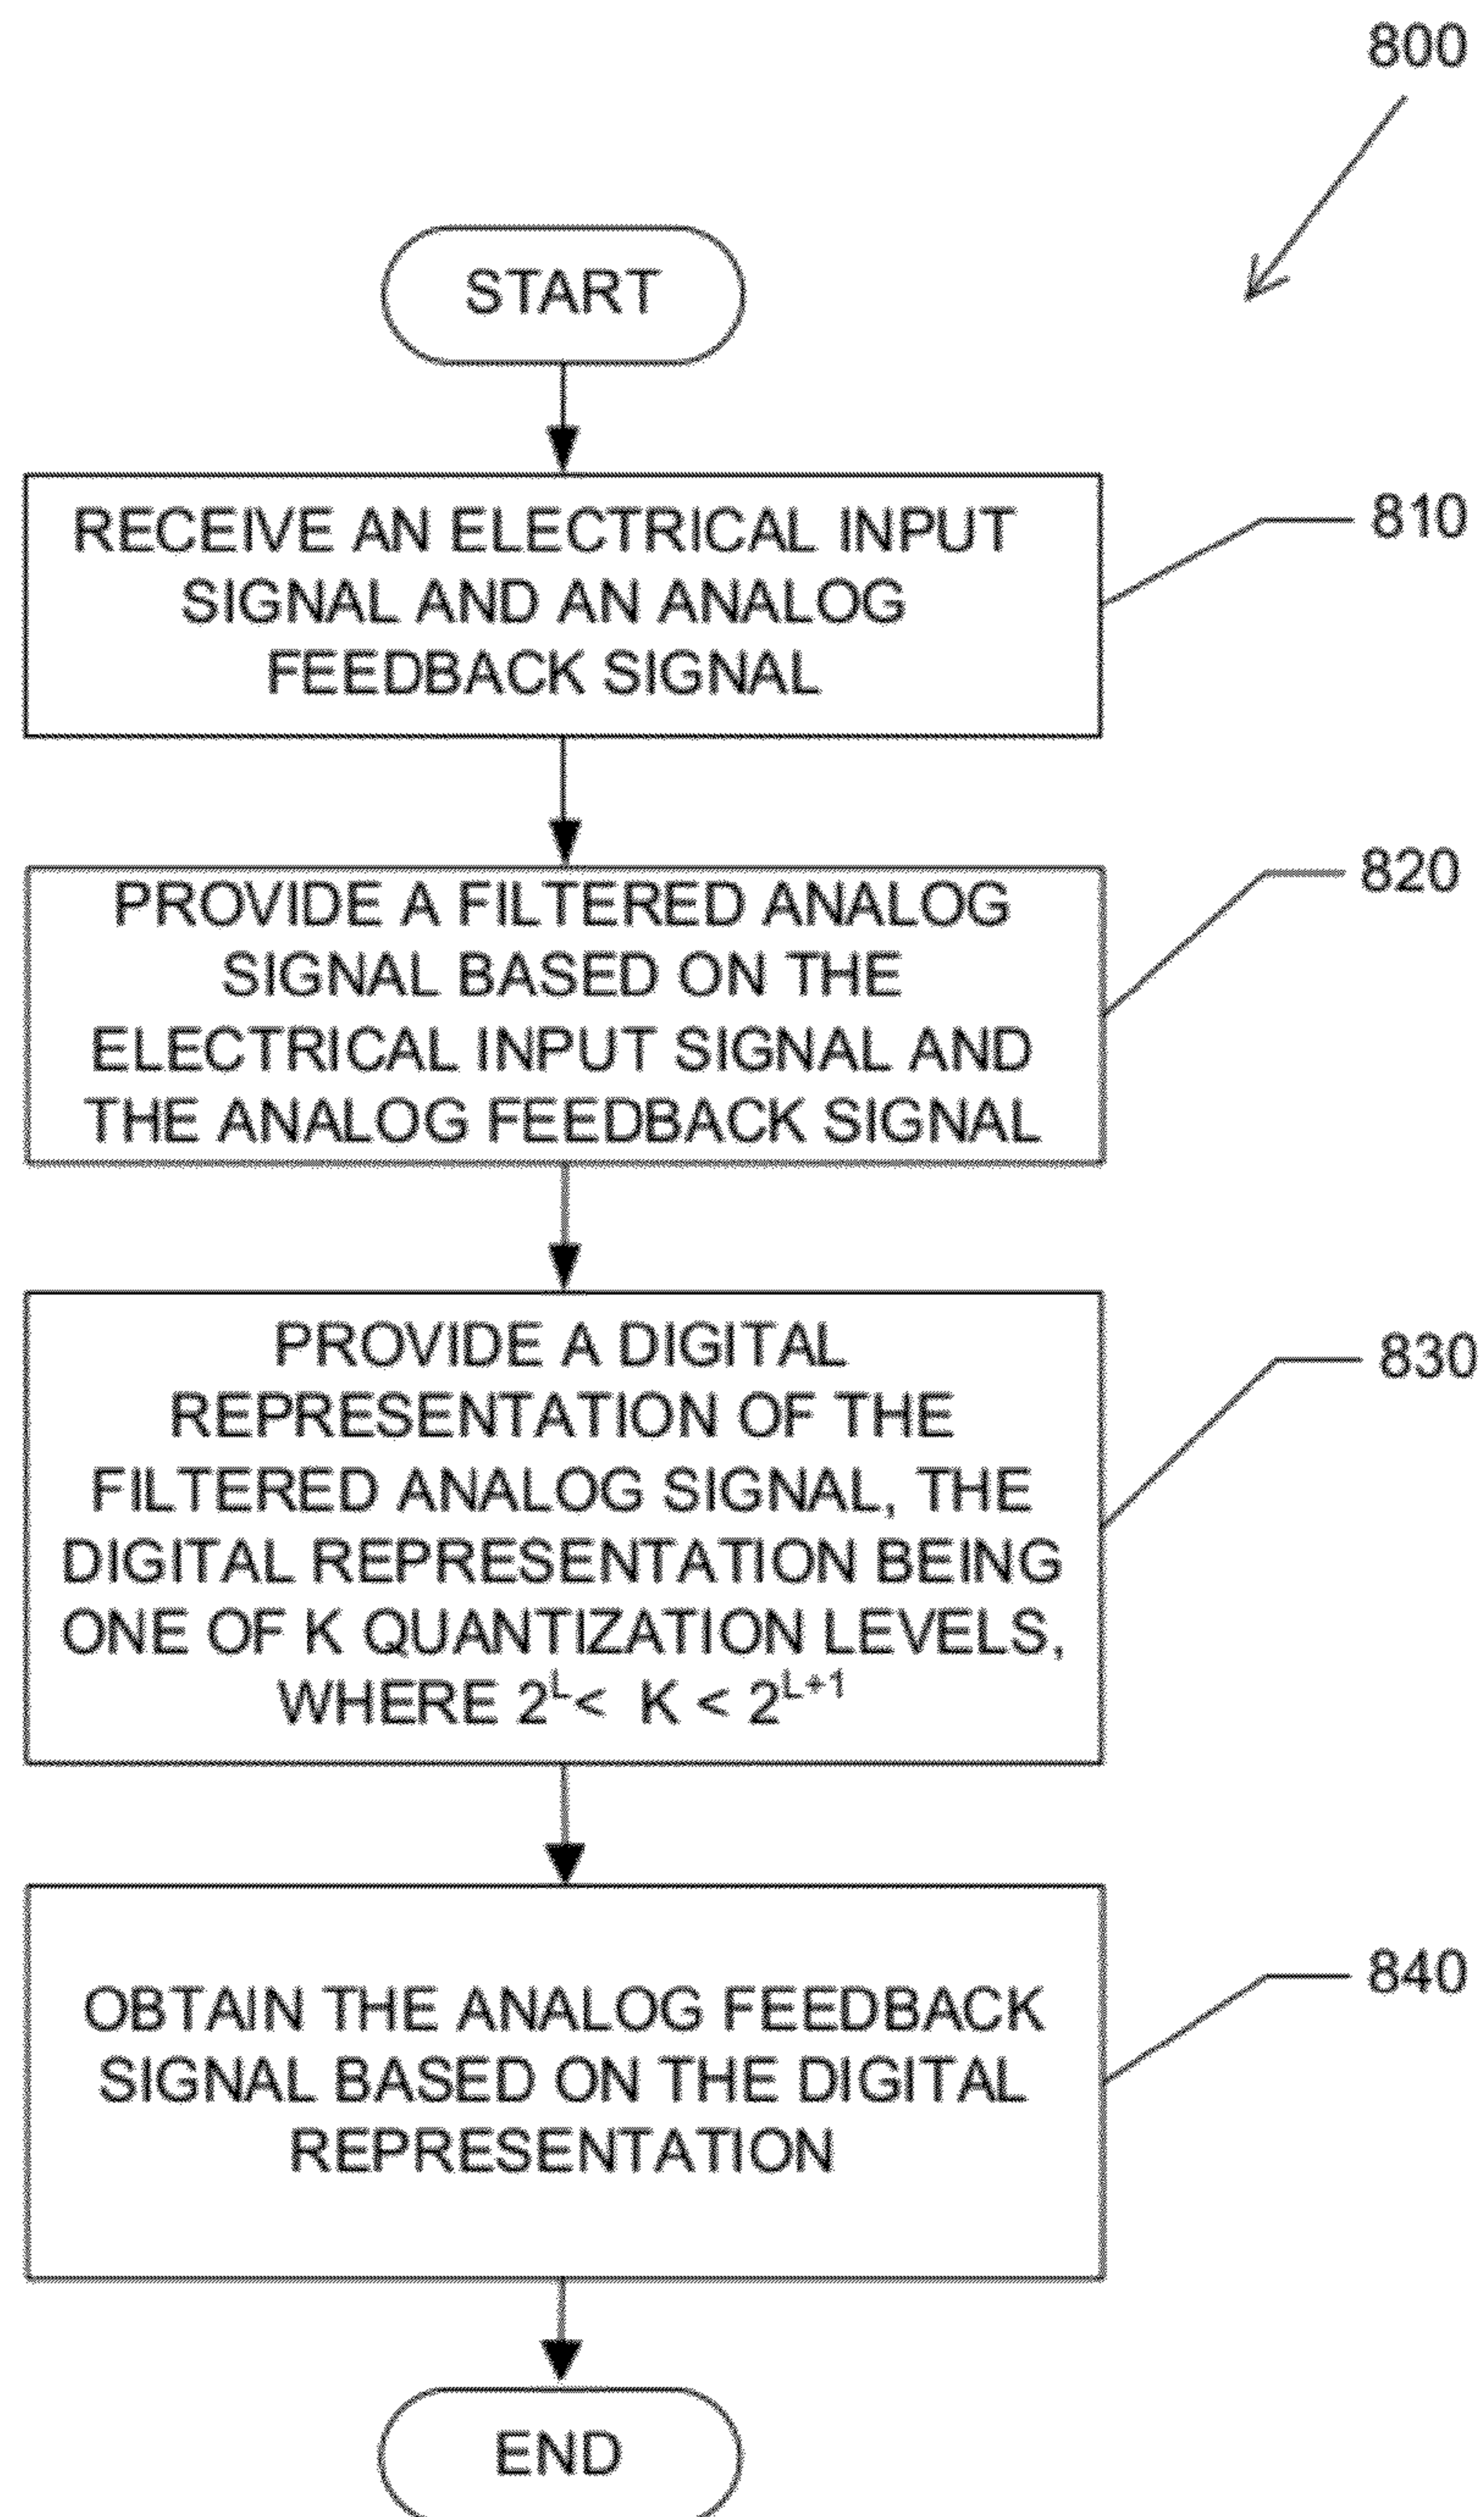 800
START
RECEIVE AN ELECTRICAL INPUT
SIGNAL AND AN ANALOG
FEEDBACK SIGNAL
810
PROVIDE A FILTERED ANALOG
SIGNAL BASED ON THE
ELECTRICAL INPUT SIGNAL AND
THE ANALOG FEEDBACK SIGNAL
820
PROVIDE A DIGITAL
REPRESENTATION OF THE
FILTERED ANALOG SIGNAL, THE
DIGITAL REPRESENTATION BEING
ONE OF K QUANTIZATION LEVELS,
WHERE 2^L < K < 2^L+1
830
OBTAIN THE ANALOG FEEDBACK
SIGNAL BASED ON THE DIGITAL
REPRESENTATION
840
END